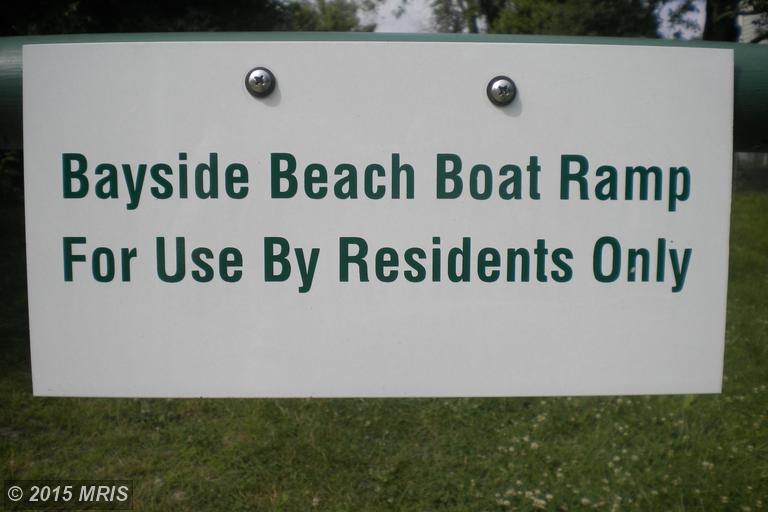 Bayside Beach Boat Ramp
For Use By Residents Only
© 2015 MRIS